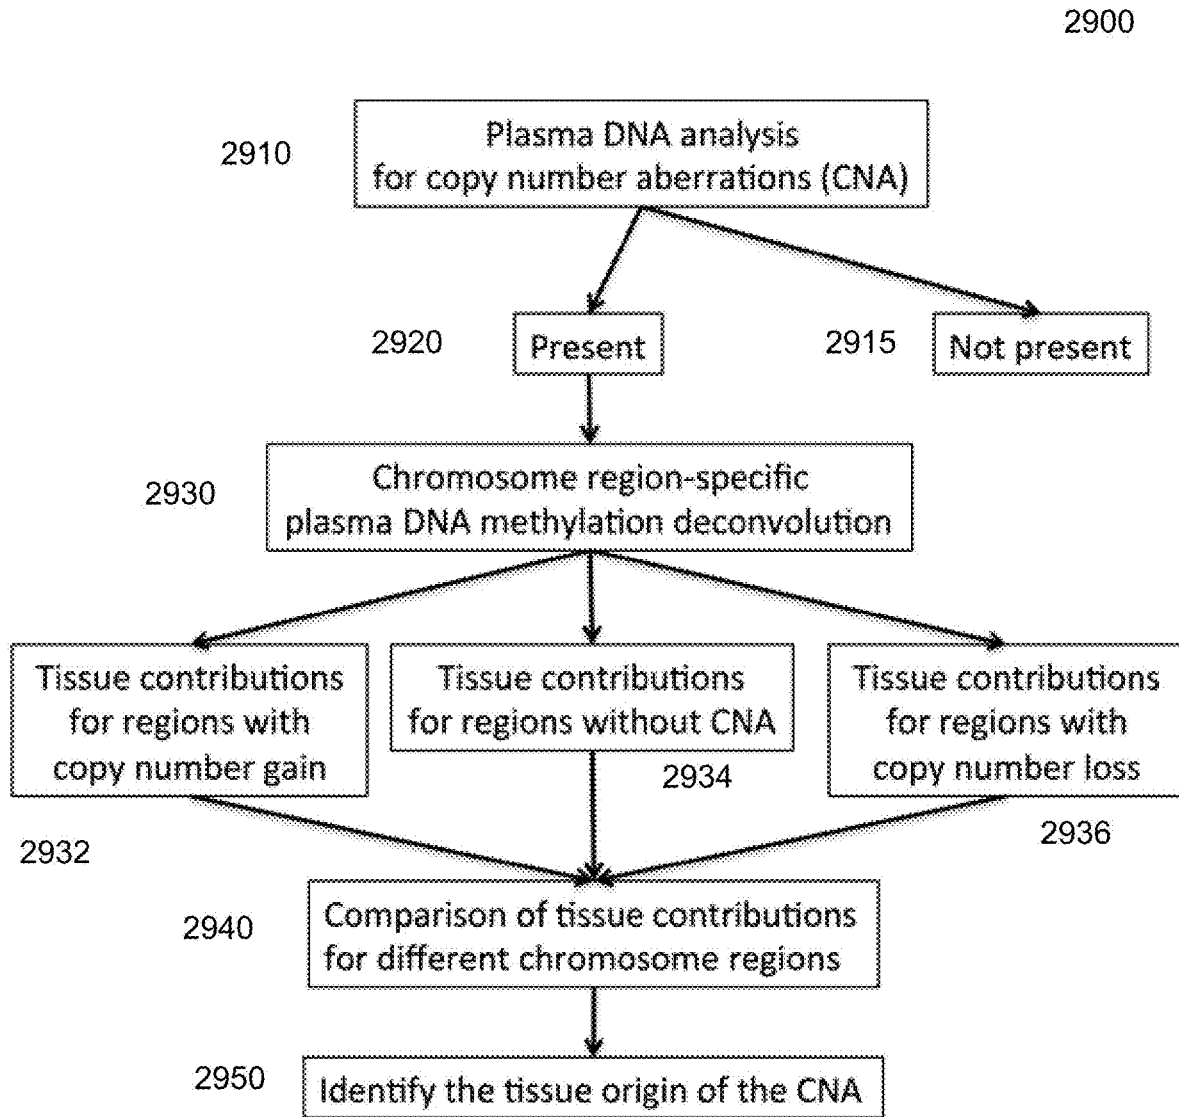 2900
2910
Plasma DNA analysis
for copy number aberrations (CNA)
2920
Present
2915
Not present
2930
Chromosome region-specific
plasma DNA methylation deconvolution
Tissue contributions
for regions with
copy number gain
2932
Tissue contributions
for regions without CNA
2934
Tissue contributions
for regions with
copy number loss
2936
2940
Comparison of tissue contributions
for different chromosome regions
2950
Identify the tissue origin of the CNA